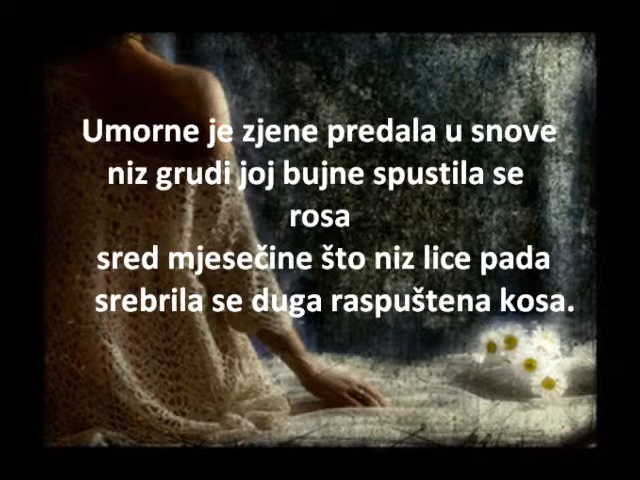 Umorne je zjene predala u snove
niz grudi joj bujne spustila se
rosa
sred mjesečine što niz lice pada
srebrila se duga raspuštena kosa.